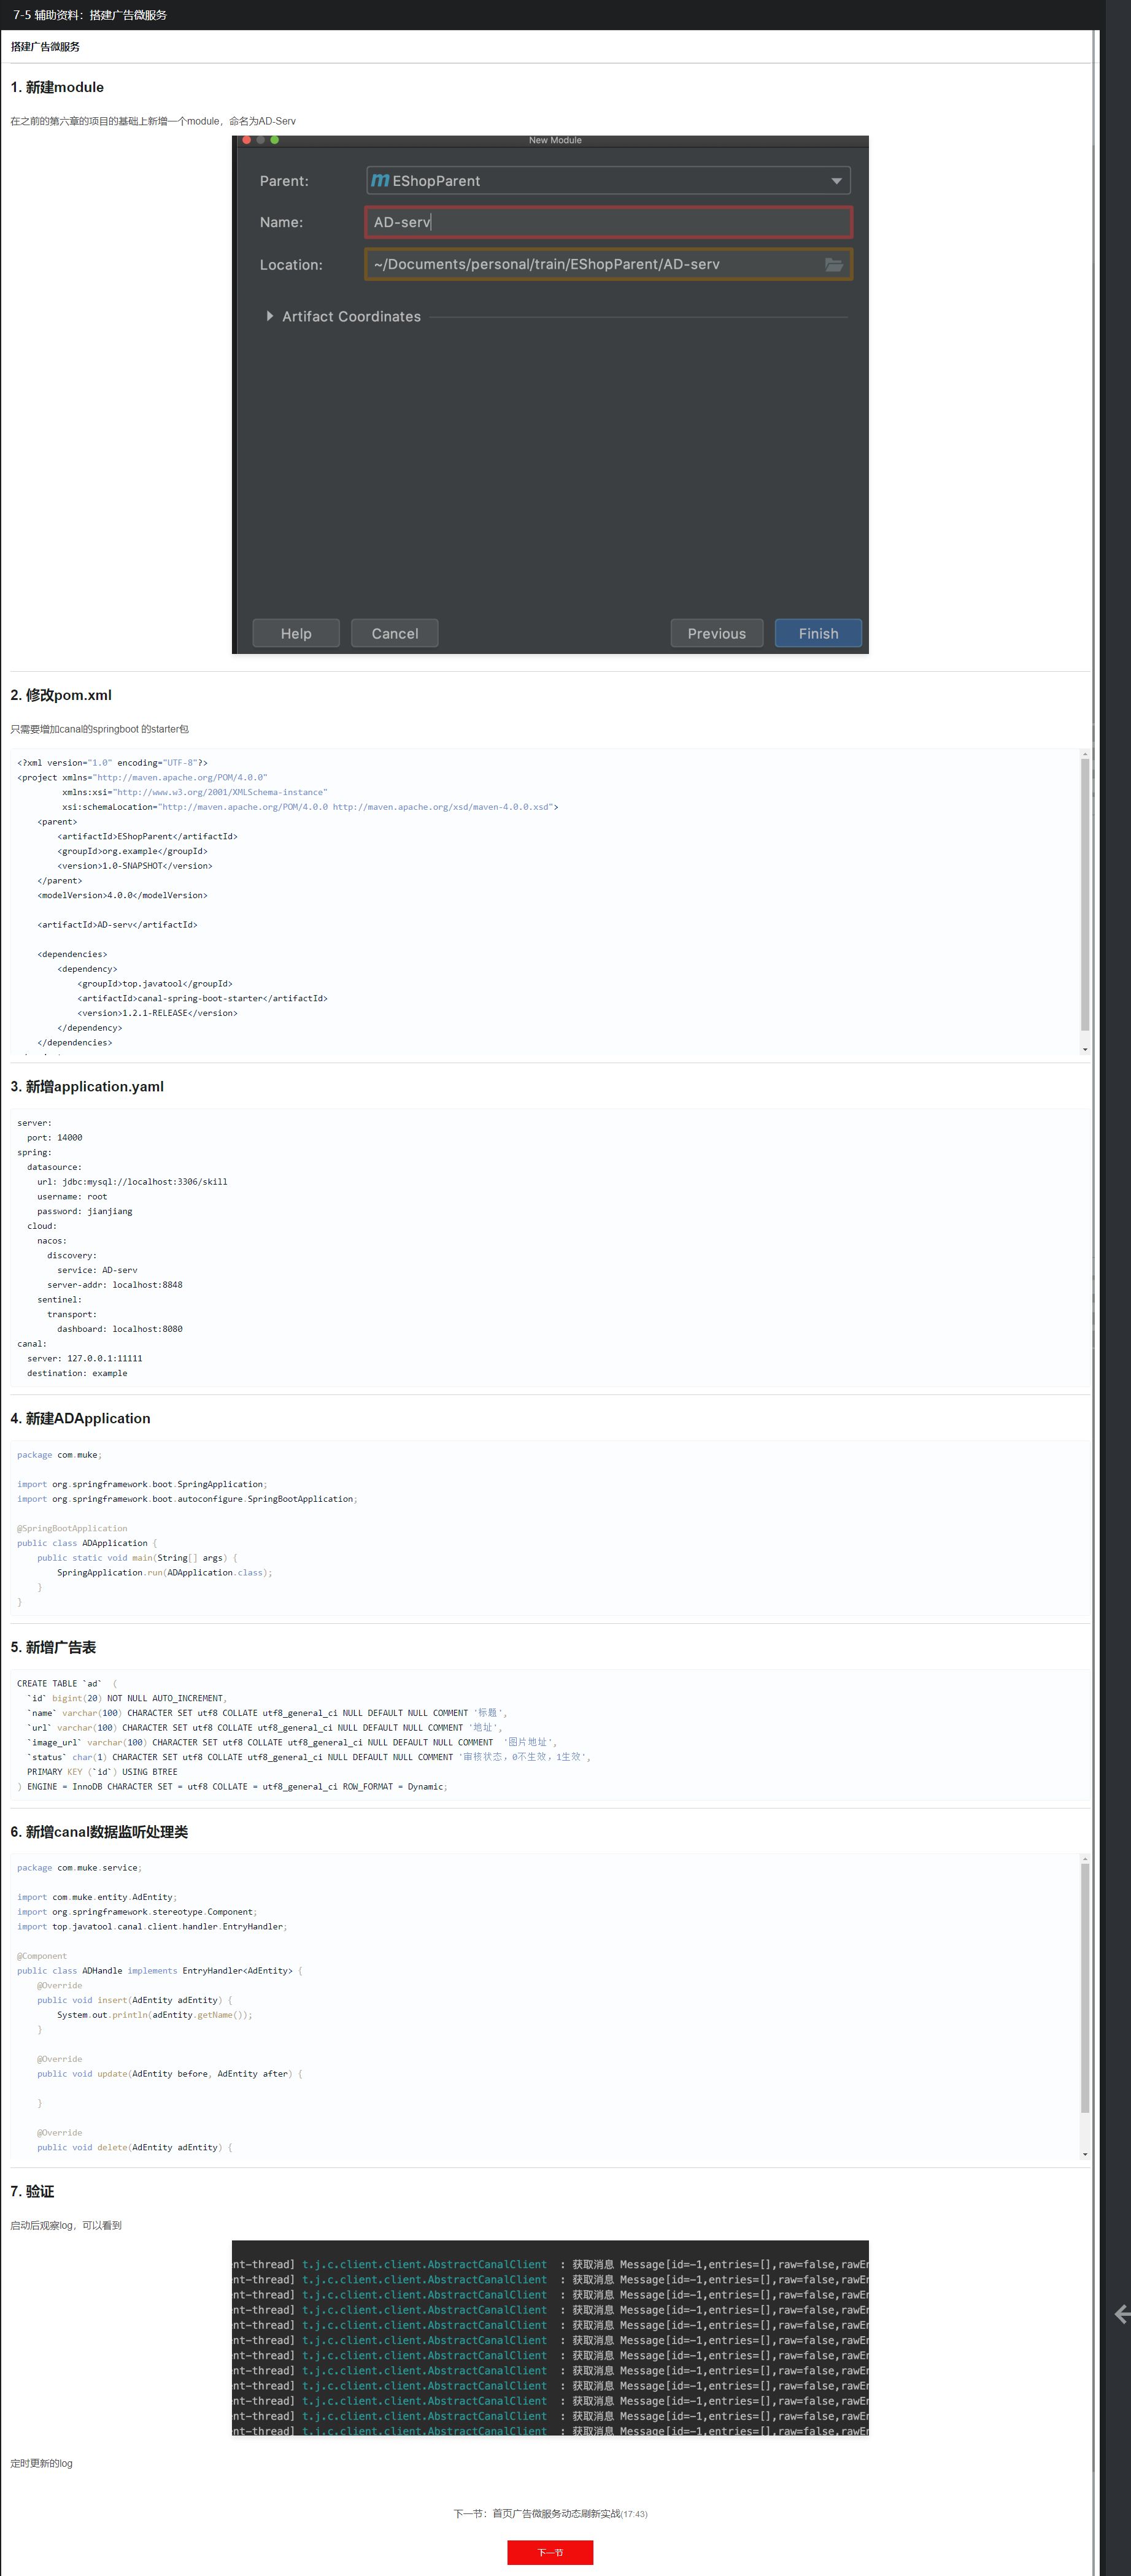 7-5 辅助资料：搭建广告微服务
搭建广告微服务
1. 新建module
在之前的第六章的项目的基础上新增一个module，命名为AD-Serv
New Module
Parent:
EShopParent
Name:
AD-serv
Location:
~/Documents/personal/train/EShopParent/AD-serv
Artifact Coordinates
Help
Cancel
Previous
Finish
2. 修改pom.xml
只需要增加canal的springboot 的starter包
<?xml version="1.0" encoding="UTF-8"?>
<project xmlns="http://maven.apache.org/POM/4.0.0"
         xmlns:xsi="http://www.w3.org/2001/XMLSchema-instance"
         xsi:schemaLocation="http://maven.apache.org/POM/4.0.0 http://maven.apache.org/xsd/maven-4.0.0.xsd">
    <parent>
        <artifactId>EShopParent</artifactId>
        <groupId>org.example</groupId>
        <version>1.0-SNAPSHOT</version>
    </parent>
    <modelVersion>4.0.0</modelVersion>
    <artifactId>AD-serv</artifactId>
    <dependencies>
        <dependency>
            <groupId>top.javatool</groupId>
            <artifactId>canal-spring-boot-starter</artifactId>
            <version>1.2.1-RELEASE</version>
        </dependency>
    </dependencies>
3. 新增application.yaml
server:
  port: 14000
spring:
  datasource:
    url: jdbc:mysql://localhost:3306/skill
    username: root
    password: jianjiang
  cloud:
    nacos:
      discovery:
        service: AD-serv
      server-addr: localhost:8848
    sentinel:
      transport:
        dashboard: localhost:8080
canal:
  server: 127.0.0.1:11111
  destination: example
4. 新建ADApplication
package com.muke;
import org.springframework.boot.SpringApplication;
import org.springframework.boot.autoconfigure.SpringBootApplication;
@SpringBootApplication
public class ADApplication {
    public static void main(String[] args) {
        SpringApplication.run(ADApplication.class);
    }
}
5. 新增广告表
CREATE TABLE `ad`  (
  `id` bigint(20) NOT NULL AUTO_INCREMENT,
  `name` varchar(100) CHARACTER SET utf8 COLLATE utf8_general_ci NULL DEFAULT NULL COMMENT '标题',
  `url` varchar(100) CHARACTER SET utf8 COLLATE utf8_general_ci NULL DEFAULT NULL COMMENT '地址',
  `image_url` varchar(100) CHARACTER SET utf8 COLLATE utf8_general_ci NULL DEFAULT NULL COMMENT  '图片地址',
  `status` char(1) CHARACTER SET utf8 COLLATE utf8_general_ci NULL DEFAULT NULL COMMENT '审核状态，0不生效，1生效',
  PRIMARY KEY (`id`) USING BTREE
) ENGINE = InnoDB CHARACTER SET = utf8 COLLATE = utf8_general_ci ROW_FORMAT = Dynamic;
6. 新增canal数据监听处理类
package com.muke.service;
import com.muke.entity.AdEntity;
import org.springframework.stereotype.Component;
import top.javatool.canal.client.handler.EntryHandler;
@Component
public class ADHandle implements EntryHandler<AdEntity> {
    @Override
    public void insert(AdEntity adEntity) {
        System.out.println(adEntity.getName());
    }
    @Override
    public void update(AdEntity before, AdEntity after) {
    }
    @Override
    public void delete(AdEntity adEntity) {
7. 验证
启动后观察log，可以看到
nt-thread] t.j.c.client.client.AbstractCanalClient  : 获取消息 Message[id=-1,entries=[],raw=false,rawEn
nt-thread] t.j.c.client.client.AbstractCanalClient  : 获取消息 Message[id=-1,entries=[],raw=false,rawEn
nt-thread] t.j.c.client.client.AbstractCanalClient  : 获取消息 Message[id=-1,entries=[],raw=false,rawEn
nt-thread] t.j.c.client.client.AbstractCanalClient  : 获取消息 Message[id=-1,entries=[],raw=false,rawEn
nt-thread] t.j.c.client.client.AbstractCanalClient  : 获取消息 Message[id=-1,entries=[],raw=false,rawEn
nt-thread] t.j.c.client.client.AbstractCanalClient  : 获取消息 Message[id=-1,entries=[],raw=false,rawEn
nt-thread] t.j.c.client.client.AbstractCanalClient  : 获取消息 Message[id=-1,entries=[],raw=false,rawEn
nt-thread] t.j.c.client.client.AbstractCanalClient  : 获取消息 Message[id=-1,entries=[],raw=false,rawEn
nt-thread] t.j.c.client.client.AbstractCanalClient  : 获取消息 Message[id=-1,entries=[],raw=false,rawEn
nt-thread] t.j.c.client.client.AbstractCanalClient  : 获取消息 Message[id=-1,entries=[],raw=false,rawEn
nt-thread] t.j.c.client.client.AbstractCanalClient  : 获取消息 Message[id=-1,entries=[],raw=false,rawEn
nt-thread] t.j.c.client.client.AbstractCanalClient  : 获取消息 Message[id=-1,entries=[],raw=false,rawEn
定时更新的log
下一节：首页广告微服务动态刷新实战(17:43)
下一节